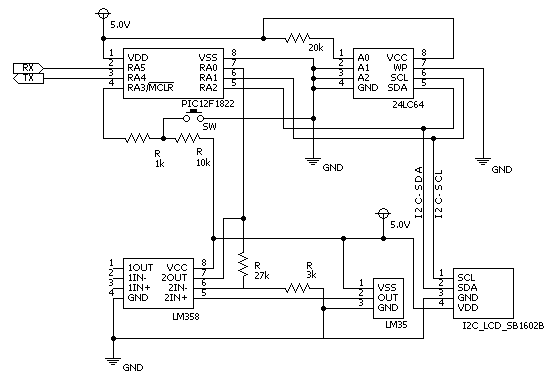 5.0V
20k
1 VDD VSS 8
2 RA5 RA0 7
3 RA4 RA1 6
4 RA3/MCLR RA2 5
RX
TX
PIC12F1822
1 A0 VCC 8
2 A1 WP 7
3 A2 SCL 6
4 GND SDA 5
24LC64
SW
R
1k
R
10k
GND
GND
I2C-SDA
I2C-SCL
5.0V
1 1OUT VCC 8
2 1IN- 2OUT 7
3 1IN+ 2IN- 6
4 GND 2IN+ 5
LM358
R
27k
R
3k
1 VSS
2 OUT
3 GND
LM35
1 SCL
2 SDA
3 GND
4 VDD
I2C_LCD_SB1602B
GND